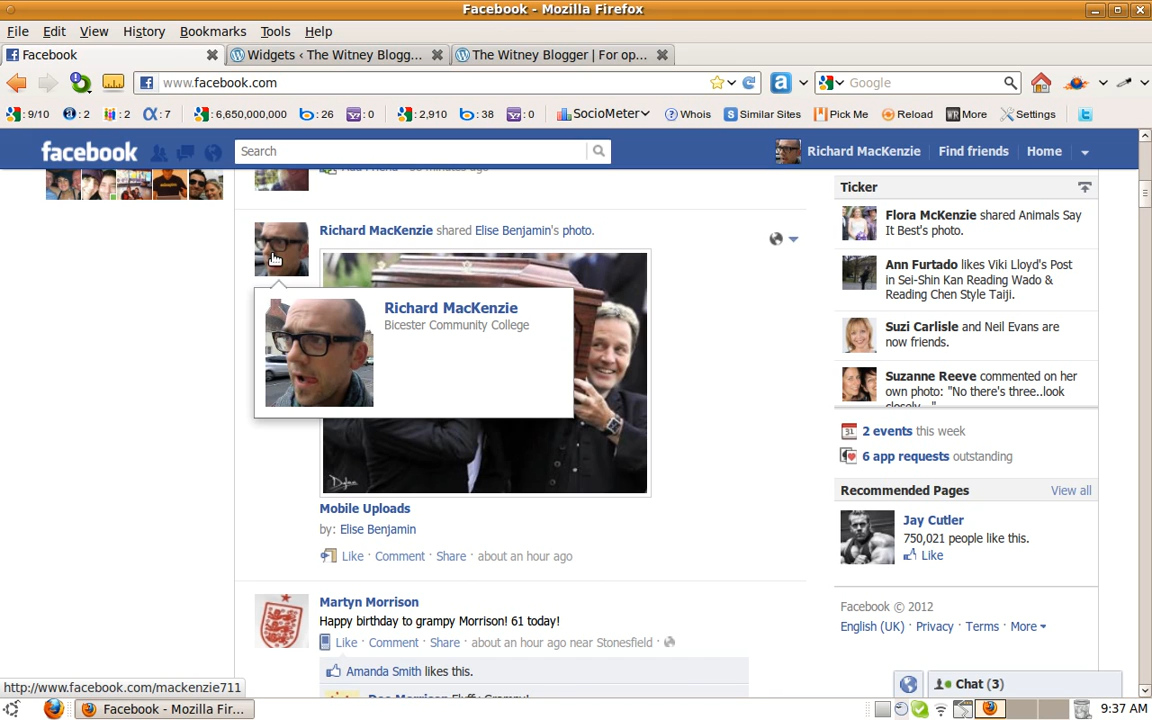 Facebook - Mozilla Firefox
File Edit View History Bookmarks Tools Help
Facebook Widgets ‹ The Witney Blogg... The Witney Blogger | For op...
www.facebook.com Google
: 9/10 : 2 : 2 : 7 : 6,650,000,000 : 26 : 0 : 2,910 : 38 : 0 SocioMeter Whois Similar Sites Pick Me Reload More Settings
facebook Search Richard MacKenzie Find friends Home
Richard MacKenzie shared Elise Benjamin's photo.
Richard MacKenzie
Bicester Community College
Mobile Uploads
by: Elise Benjamin
Like · Comment · Share · about an hour ago
Martyn Morrison
Happy birthday to grampy Morrison! 61 today!
Like · Comment · Share · about an hour ago near Stonesfield ·
Amanda Smith likes this.
Ticker
Flora McKenzie shared Animals Say
It Best's photo.
Ann Furtado likes Viki Lloyd's Post
in Sei-Shin Kan Reading Wado &
Reading Chen Style Taiji.
Suzi Carlisle and Neil Evans are
now friends.
Suzanne Reeve commented on her
own photo: "No there's three..look
closely..."
2 events this week
6 app requests outstanding
Recommended Pages View all
Jay Cutler
750,021 people like this.
Like
Facebook © 2012
English (UK) · Privacy · Terms · More
Chat (3)
http://www.facebook.com/mackenzie711
Facebook - Mozilla Fir... 9:37 AM